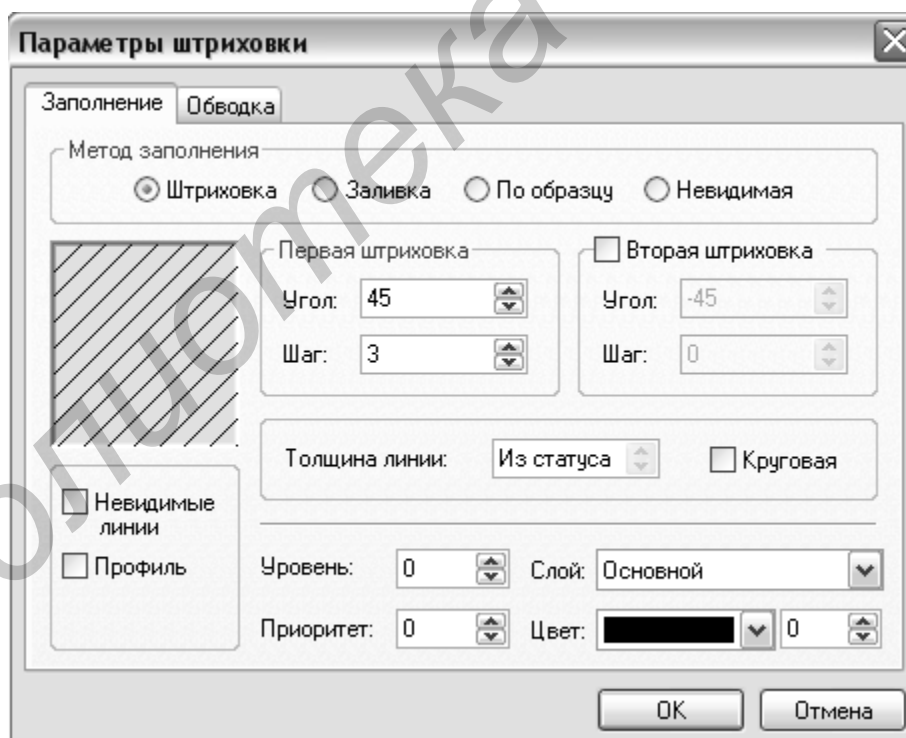 Параметры штриховки
Заполнение Обводка
Метод заполнения
Штриховка Заливка По образцу Невидимая
Первая штриховка Вторая штриховка
Угол: 45 Угол: -45
Шаг: 3 Шаг: 0
Толщина линии: Из статуса Круговая
Невидимые
линии
Профиль
Уровень: 0 Слой: Основной
Приоритет: 0 Цвет: 0
OK Отмена
олиотека